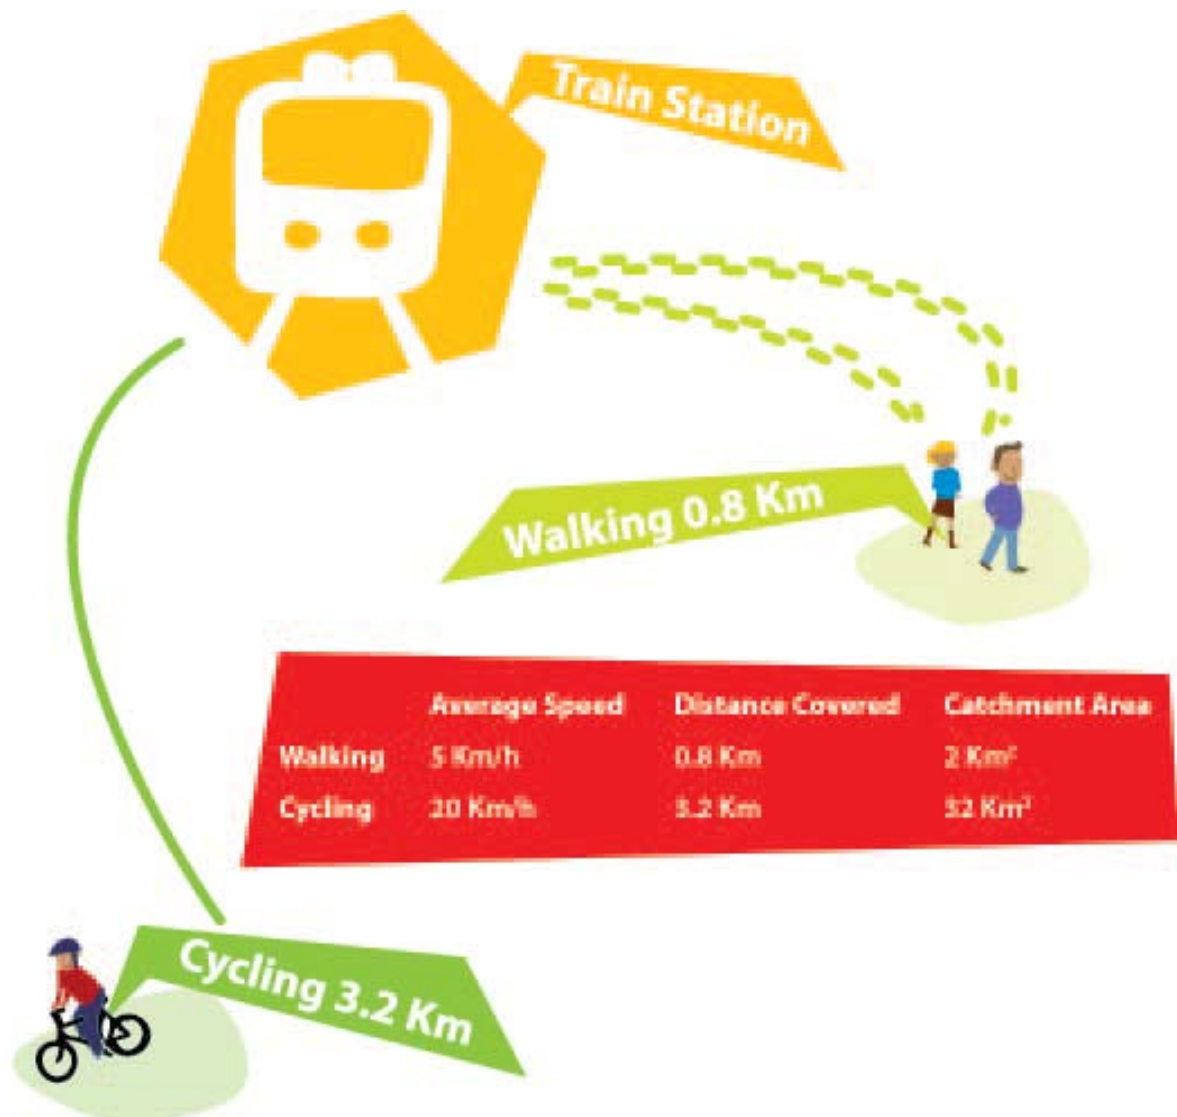 Train Station
Walking 0.8 Km
Average Speed Distance Covered Catchment Area
Walking 5 Km/h 0.8 Km 2 Km²
Cycling 20 Km/h 3.2 Km 32 Km²
Cycling 3.2 Km